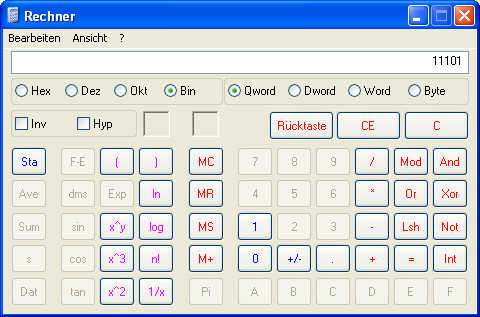 Rechner
Bearbeiten Ansicht ?
11101
Hex Dez Okt Bin Qword Dword Word Byte
Inv Hyp Rücktaste CE C
Sta F-E ( ) MC 7 8 9 / Mod And
Ave dms Exp ln MR 4 5 6 * Or Xor
Sum sin x^y log MS 1 2 3 - Lsh Not
s cos x^3 n! M+ 0 +/- . + = Int
Dat tan x^2 1/x Pi A B C D E F